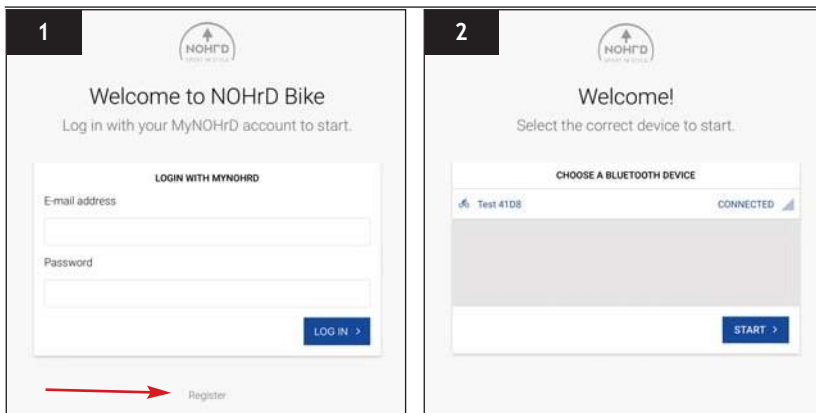 1
NOHrD
Welcome to NOHrD Bike
Log in with your MyNOHrD account to start.
LOGIN WITH MYNOHRD
E-mail address
Password
LOG IN >
Register
2
NOHrD
Welcome!
Select the correct device to start.
CHOOSE A BLUETOOTH DEVICE
Test 41D8 CONNECTED
START >